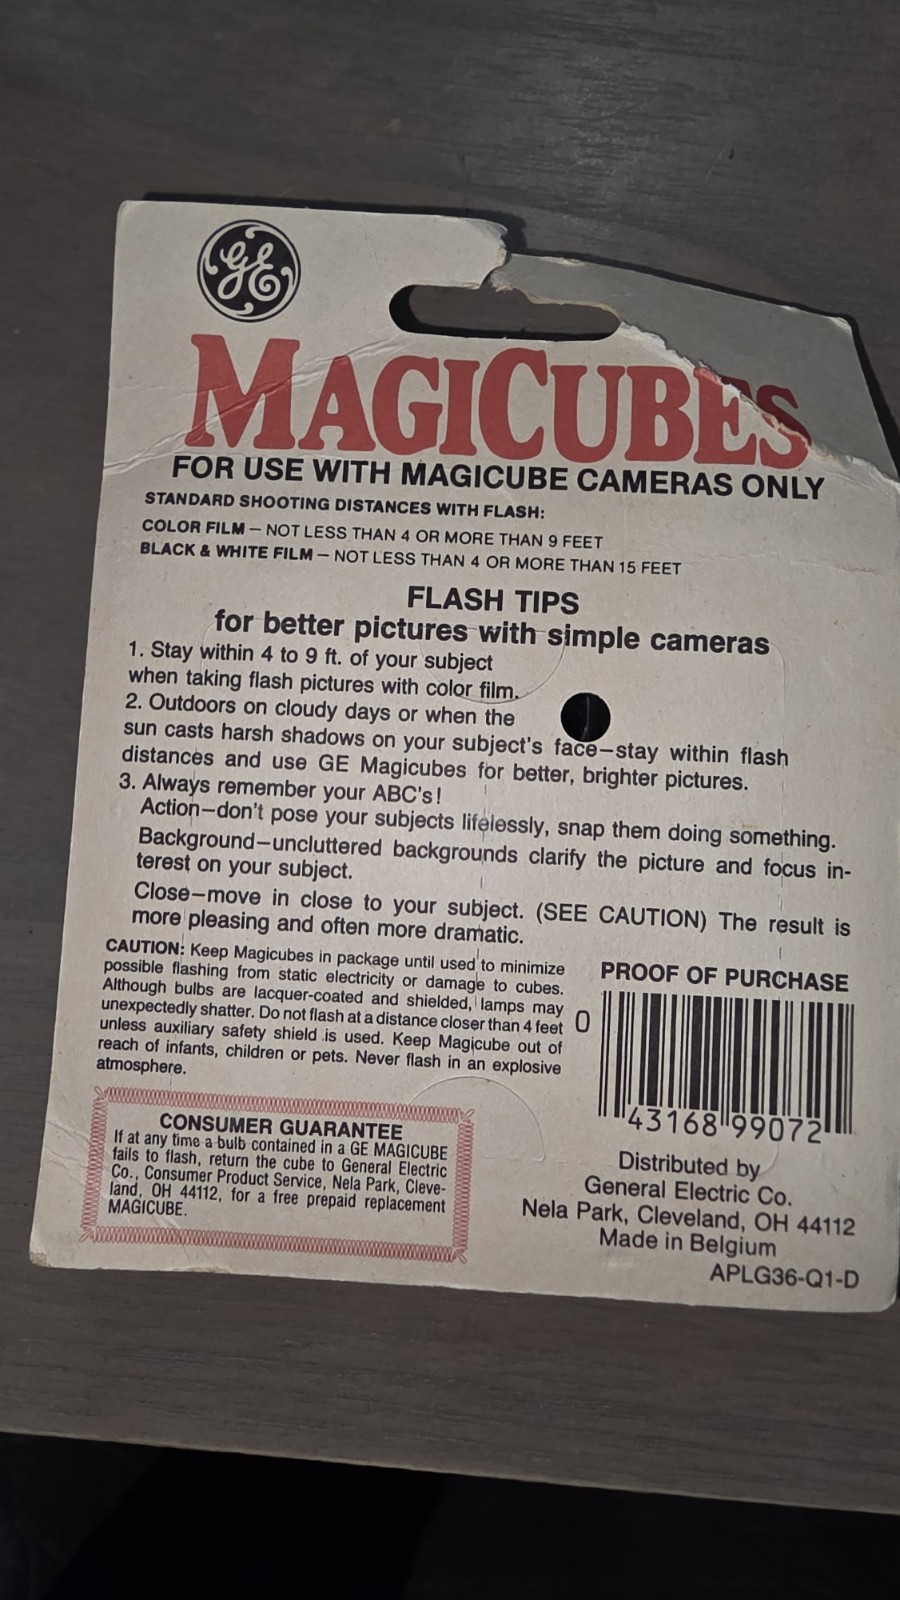 GE
MAGICUBES
FOR USE WITH MAGICUBE CAMERAS ONLY
STANDARD SHOOTING DISTANCES WITH FLASH:
COLOR FILM — NOT LESS THAN 4 OR MORE THAN 9 FEET
BLACK & WHITE FILM — NOT LESS THAN 4 OR MORE THAN 15 FEET
FLASH TIPS
for better pictures with simple cameras
1. Stay within 4 to 9 ft. of your subject
when taking flash pictures with color film.
2. Outdoors on cloudy days or when the
sun casts harsh shadows on your subject's face—stay within flash
distances and use GE Magicubes for better, brighter pictures.
3. Always remember your ABC's!
Action—don't pose your subjects lifelessly, snap them doing something.
Background—uncluttered backgrounds clarify the picture and focus in-
terest on your subject.
Close—move in close to your subject. (SEE CAUTION) The result is
more pleasing and often more dramatic.
CAUTION: Keep Magicubes in package until used to minimize
possible flashing from static electricity or damage to cubes.
Although bulbs are lacquer-coated and shielded, lamps may
unexpectedly shatter. Do not flash at a distance closer than 4 feet
unless auxiliary safety shield is used. Keep Magicube out of
reach of infants, children or pets. Never flash in an explosive
atmosphere.
PROOF OF PURCHASE
0 43168 99072
CONSUMER GUARANTEE
If at any time a bulb contained in a GE MAGICUBE
fails to flash, return the cube to General Electric
Co., Consumer Product Service, Nela Park, Cleve-
land, OH 44112, for a free prepaid replacement
MAGICUBE.
Distributed by
General Electric Co.
Nela Park, Cleveland, OH 44112
Made in Belgium
APLG36-Q1-D